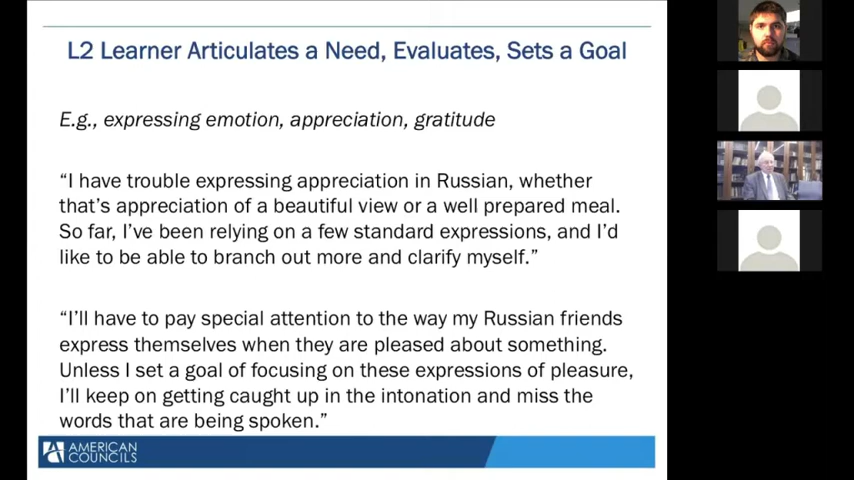 L2 Learner Articulates a Need, Evaluates, Sets a Goal
E.g., expressing emotion, appreciation, gratitude
“I have trouble expressing appreciation in Russian, whether
that’s appreciation of a beautiful view or a well prepared meal.
So far, I’ve been relying on a few standard expressions, and I’d
like to be able to branch out more and clarify myself.”
“I’ll have to pay special attention to the way my Russian friends
express themselves when they are pleased about something.
Unless I set a goal of focusing on these expressions of pleasure,
I’ll keep on getting caught up in the intonation and miss the
words that are being spoken.”
AMERICAN
COUNCILS